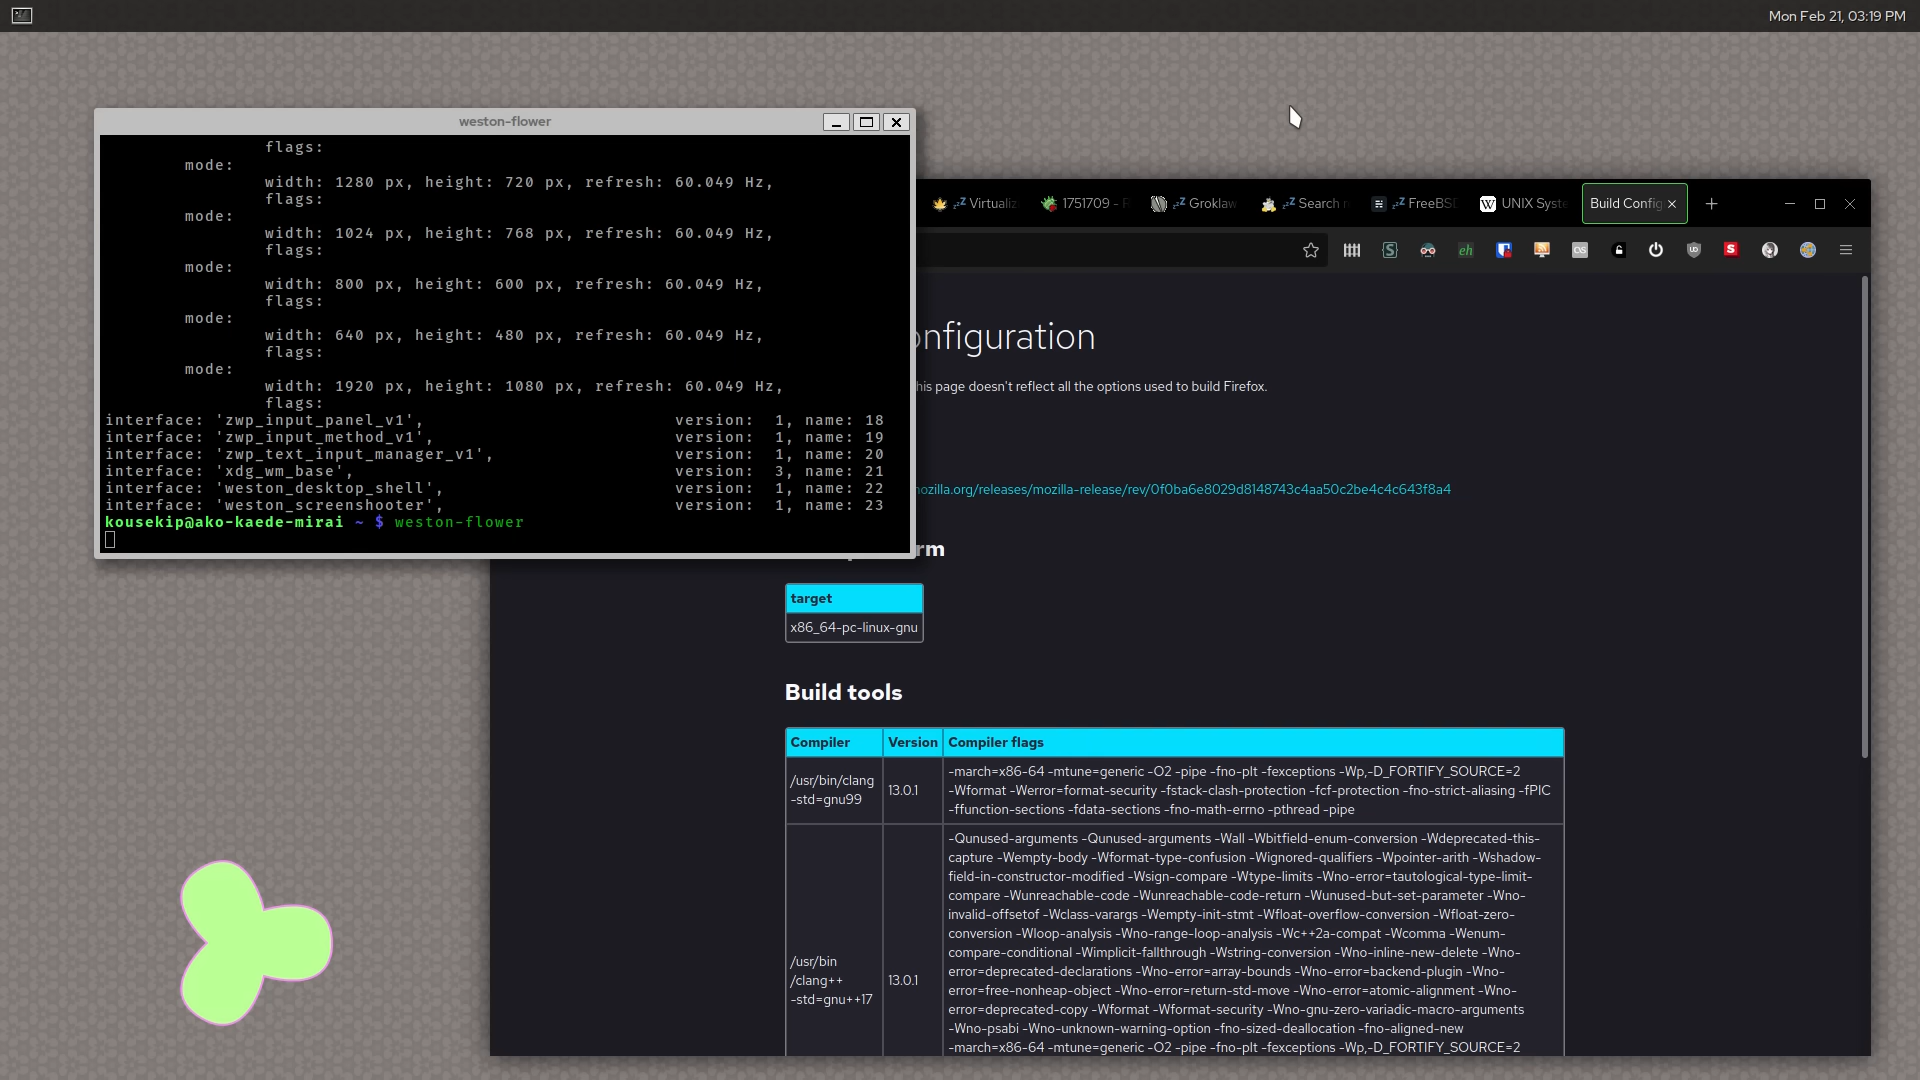 Mon Feb 21, 03:19 PM
weston-flower
flags:
mode:
width: 1280 px, height: 720 px, refresh: 60.049 Hz,
flags:
mode:
width: 1024 px, height: 768 px, refresh: 60.049 Hz,
flags:
mode:
width: 800 px, height: 600 px, refresh: 60.049 Hz,
flags:
mode:
width: 640 px, height: 480 px, refresh: 60.049 Hz,
flags:
mode:
width: 1920 px, height: 1080 px, refresh: 60.049 Hz,
flags:
interface: 'zwp_input_panel_v1', version: 1, name: 18
interface: 'zwp_input_method_v1', version: 1, name: 19
interface: 'zwp_text_input_manager_v1', version: 1, name: 20
interface: 'xdg_wm_base', version: 3, name: 21
interface: 'weston_desktop_shell', version: 1, name: 22
interface: 'weston_screenshooter', version: 1, name: 23
kousekip@ako-kaede-mirai ~ $ weston-flower
Virtualiz 1751709 - Groklaw Search FreeBS UNIX Syst Build Config
onfiguration
his page doesn't reflect all the options used to build Firefox.
ozilla.org/releases/mozilla-release/rev/0f0ba6e8029d8148743c4aa50c2be4c4c643f8a4
rm
target
x86_64-pc-linux-gnu
Build tools
Compiler Version Compiler flags
/usr/bin/clang
-std=gnu99
13.0.1
-march=x86-64 -mtune=generic -O2 -pipe -fno-plt -fexceptions -Wp,-D_FORTIFY_SOURCE=2
-Wformat -Werror=format-security -fstack-clash-protection -fcf-protection -fno-strict-aliasing -fPIC
-ffunction-sections -fdata-sections -fno-math-errno -pthread -pipe
/usr/bin
/clang++
-std=gnu++17
13.0.1
-Qunused-arguments -Qunused-arguments -Wall -Wbitfield-enum-conversion -Wdeprecated-this-
capture -Wempty-body -Wformat-type-confusion -Wignored-qualifiers -Wpointer-arith -Wshadow-
field-in-constructor-modified -Wsign-compare -Wtype-limits -Wno-error=tautological-type-limit-
compare -Wunreachable-code -Wunreachable-code-return -Wunused-but-set-parameter -Wno-
invalid-offsetof -Wclass-varargs -Wempty-init-stmt -Wfloat-overflow-conversion -Wfloat-zero-
conversion -Wloop-analysis -Wno-range-loop-analysis -Wc++2a-compat -Wcomma -Wenum-
compare-conditional -Wimplicit-fallthrough -Wstring-conversion -Wno-inline-new-delete -Wno-
error=deprecated-declarations -Wno-error=array-bounds -Wno-error=backend-plugin -Wno-
error=free-nonheap-object -Wno-error=return-std-move -Wno-error=atomic-alignment -Wno-
error=deprecated-copy -Wformat -Wformat-security -Wno-gnu-zero-variadic-macro-arguments
-Wno-psabi -Wno-unknown-warning-option -fno-sized-deallocation -fno-aligned-new
-march=x86-64 -mtune=generic -O2 -pipe -fno-plt -fexceptions -Wp,-D_FORTIFY_SOURCE=2